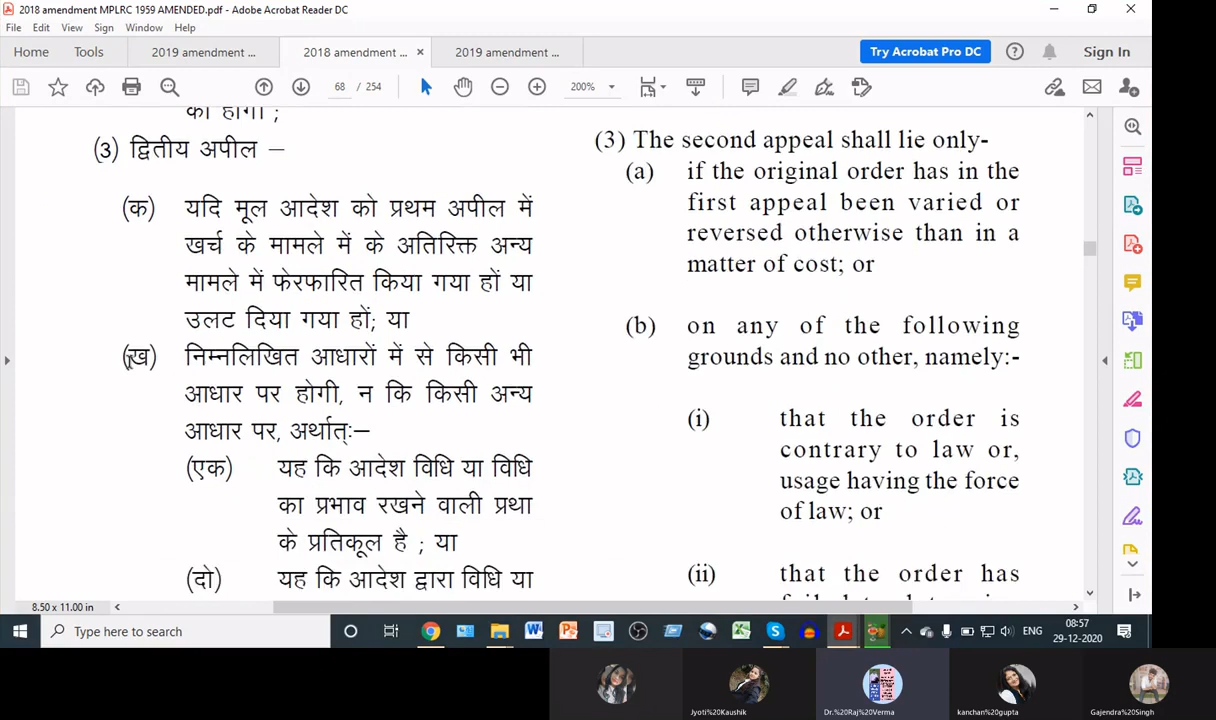 2018 amendment MPLRC 1959 AMENDED.pdf - Adobe Acrobat Reader DC
File Edit View Sign Window Help
Home Tools 2019 amendment ... 2018 amendment ... × 2019 amendment ... Try Acrobat Pro DC Sign In
68 / 254 200%
का होगी ;
(3) द्वितीय अपील –
(क) यदि मूल आदेश को प्रथम अपील में
खर्च के मामले में के अतिरिक्त अन्य
मामले में फेरफारित किया गया हों या
उलट दिया गया हों; या
(ख) निम्नलिखित आधारों में से किसी भी
आधार पर होगी, न कि किसी अन्य
आधार पर, अर्थात्ः–
(एक) यह कि आदेश विधि या विधि
का प्रभाव रखने वाली प्रथा
के प्रतिकूल है ; या
(दो) यह कि आदेश द्वारा विधि या
(3) The second appeal shall lie only-
(a) if the original order has in the
first appeal been varied or
reversed otherwise than in a
matter of cost; or
(b) on any of the following
grounds and no other, namely:-
(i) that the order is
contrary to law or,
usage having the force
of law; or
(ii) that the order has
8.50 x 11.00 in
Type here to search
ENG
08:57
29-12-2020
Jyoti%20Kaushik
Dr.%20Raj%20Verma
kanchan%20gupta
Gajendra%20Singh